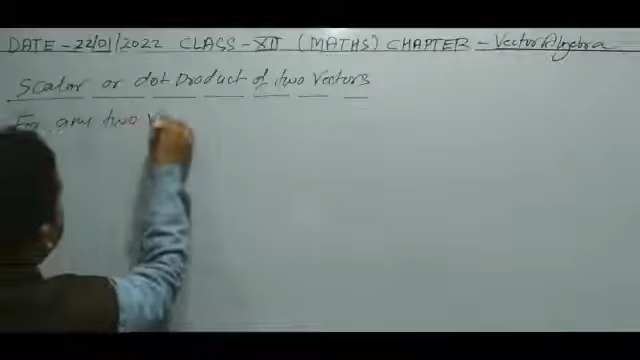 DATE - 22/01/2022 CLASS - XII (MATHS) CHAPTER - Vector Algebra
Scalar or dot Product of two Vectors
For any two V